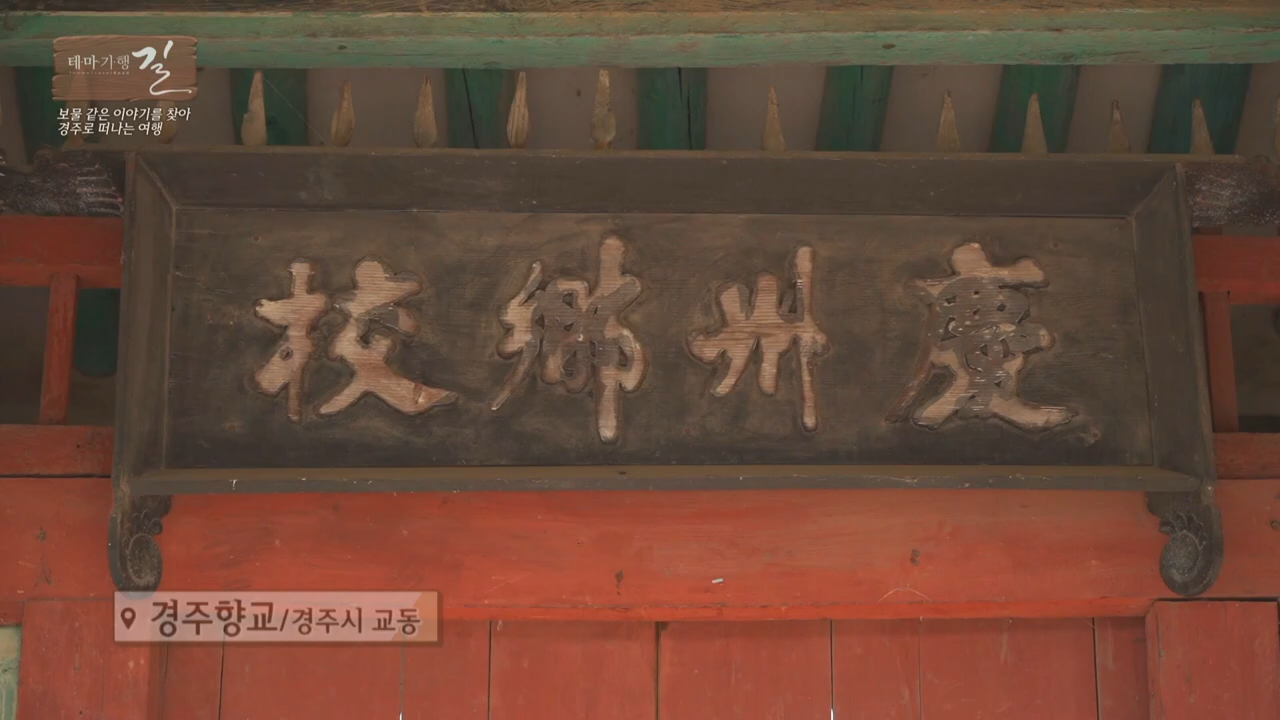 테마기행 길
보물 같은 이야기를 찾아
경주로 떠나는 여행
慶州鄕校
경주향교/경주시 교동